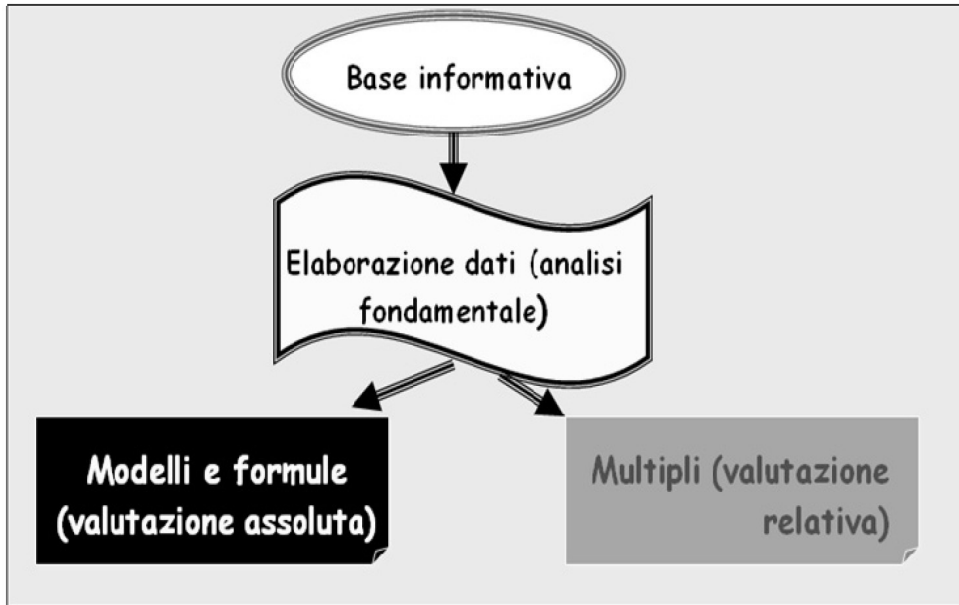 Base informativa
Elaborazione dati (analisi
fondamentale)
Modelli e formule
(valutazione assoluta)
Multipli (valutazione
relativa)